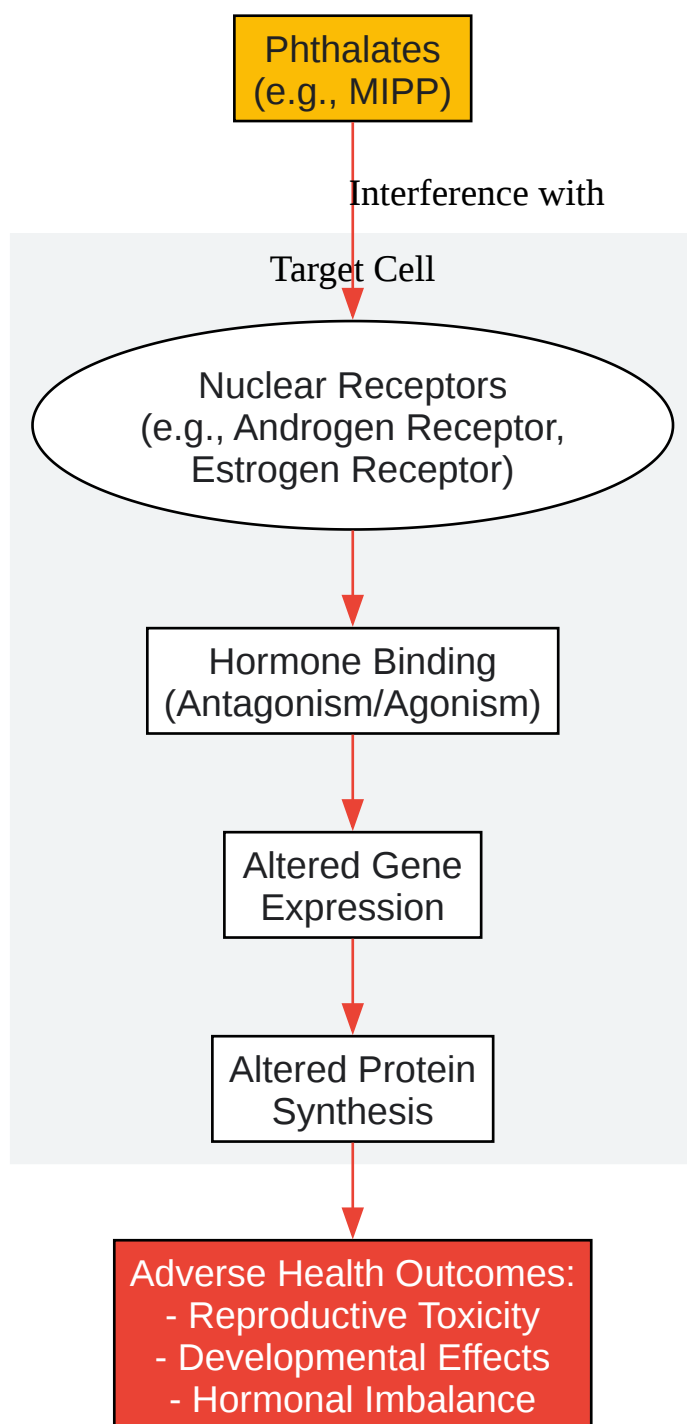 Phthalates
(e.g., MIPP)
Interference with
Target Cell
Nuclear Receptors
(e.g., Androgen Receptor,
Estrogen Receptor)
Hormone Binding
(Antagonism/Agonism)
Altered Gene
Expression
Altered Protein
Synthesis
Adverse Health Outcomes:
- Reproductive Toxicity
- Developmental Effects
- Hormonal Imbalance